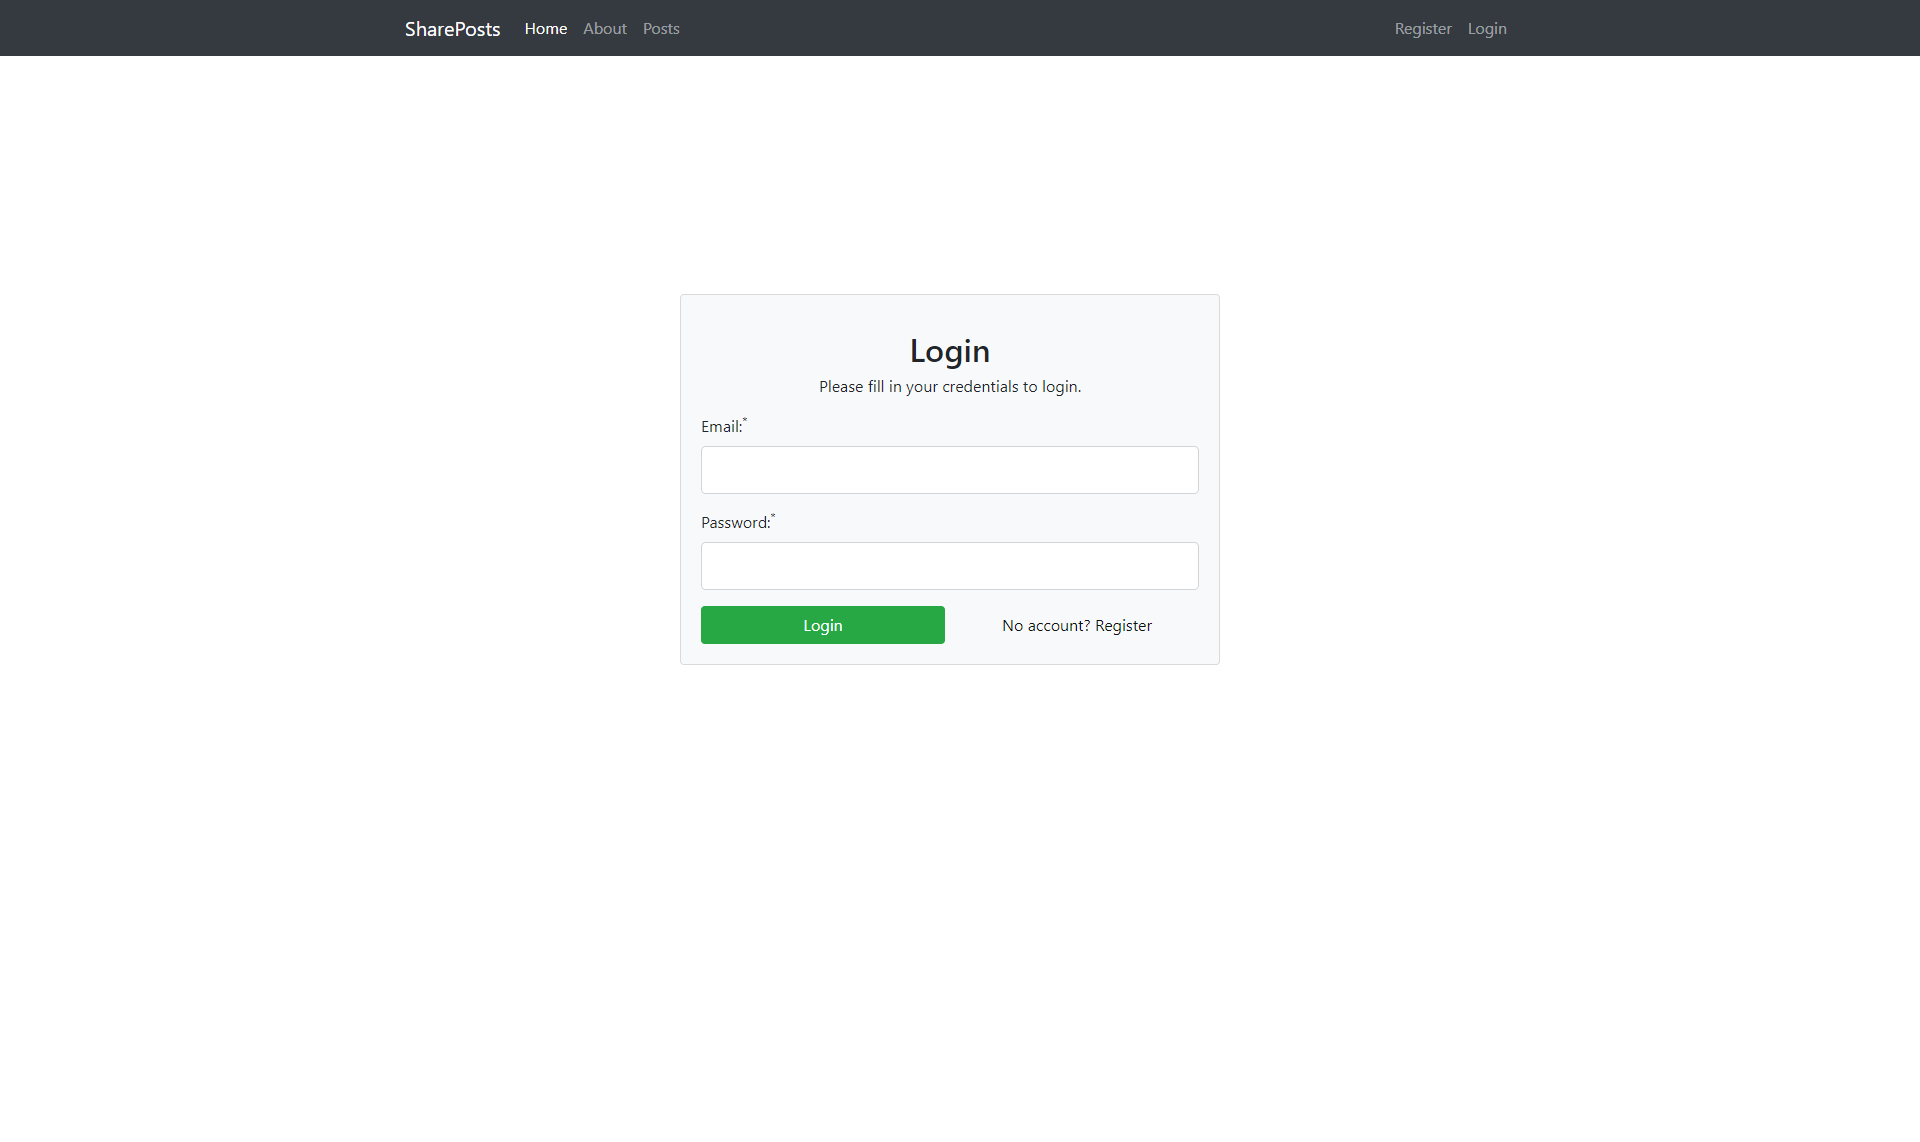 SharePosts Home About Posts Register Login
Login
Please fill in your credentials to login.
Email:*
Password:*
Login No account? Register